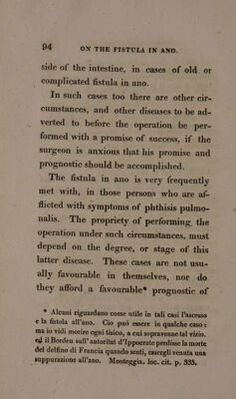 94 ON THE FISTULA IN ANO.
side of the intestine, in cases of old or
complicated fistula in ano.
In such cases too there are other cir-
cumstances, and other diseases to be ad-
verted to before the operation be per-
formed with a promise of success, if the
surgeon is anxious that his promise and
prognostic should be accomplished.
The fistula in ano is very frequently
met with, in those persons who are af-
flicted with symptoms of phthisis pulmo-
nalis. The propriety of performing the
operation under such circumstances, must
depend on the degree, or stage of this
latter disease. These cases are not usu-
ally favourable in themselves, nor do
they afford a favourable* prognostic of
* Alcuni riguardano come utile in tali casi l'ascesso
e la fistola all'ano. Cio può essere in qualche caso:
ma io vidi morire ogni tisico, a cui sopravenne tal vizio.
ed il Bordeu sull' autorità d'Ippocrate predisse la morte
del delfino di Francia quando sentì, essergli venuta una
suppurazione all'ano. Monteggia. loc. cit. p. 335.